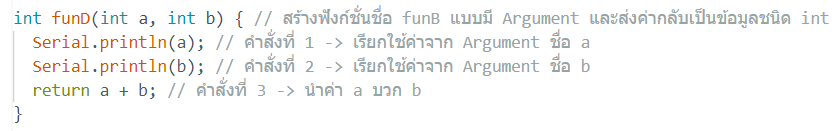 int funD(int a, int b) { // สร้างฟังก์ชั่นชื่อ funB แบบมี Argument และส่งค่ากลับเป็นข้อมูลชนิด int
  Serial.println(a); // คำสั่งที่ 1 -> เรียกใช้ค่าจาก Argument ชื่อ a
  Serial.println(b); // คำสั่งที่ 2 -> เรียกใช้ค่าจาก Argument ชื่อ b
  return a + b; // คำสั่งที่ 3 -> นำค่า a บวก b
}